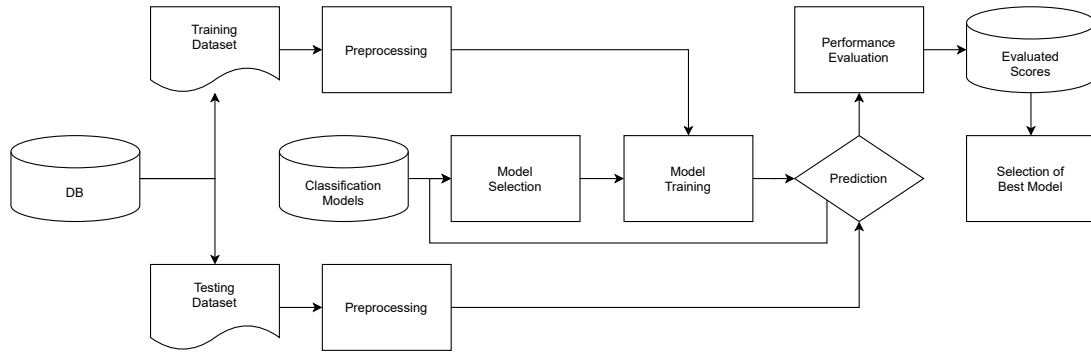 Training
Dataset
Preprocessing
Performance
Evaluation
Evaluated
Scores
DB
Classification
Models
Model
Selection
Model
Training
Prediction
Selection of
Best Model
Testing
Dataset
Preprocessing